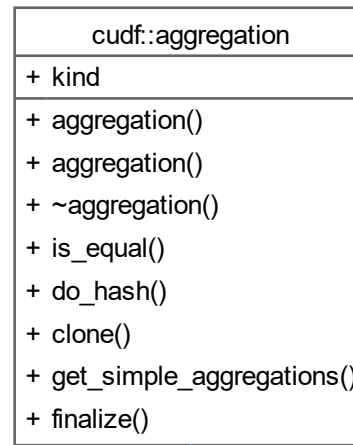 cudf::aggregation
+ kind
+ aggregation()
+ aggregation()
+ ~aggregation()
+ is_equal()
+ do_hash()
+ clone()
+ get_simple_aggregations()
+ finalize()